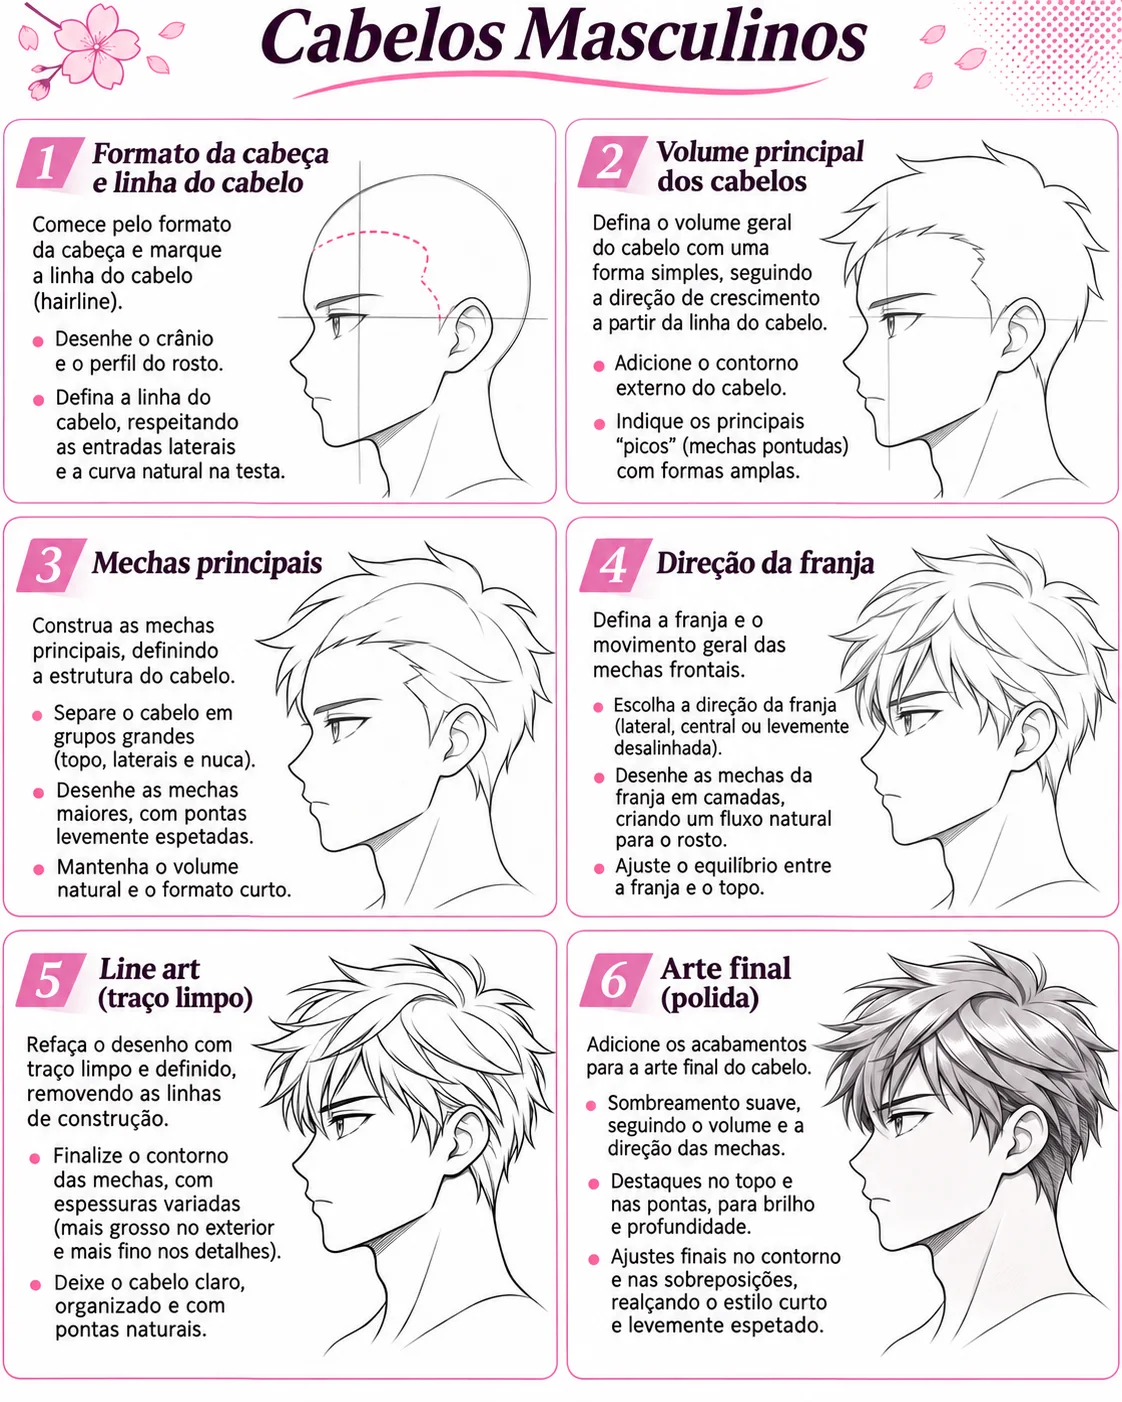 Cabelos Masculinos
1
Formato da cabeça
e linha do cabelo
Comece pelo formato
da cabeça e marque
a linha do cabelo
(hairline).
Desenhe o crânio
e o perfil do rosto.
Defina a linha do
cabelo, respeitando
as entradas laterais
e a curva natural na testa.
2
Volume principal
dos cabelos
Defina o volume geral
do cabelo com uma
forma simples, seguindo
a direção de crescimento
a partir da linha do cabelo.
Adicione o contorno
externo do cabelo.
Indique os principais
“picos” (mechas pontudas)
com formas amplas.
3
Mechas principais
Construa as mechas
principais, definindo
a estrutura do cabelo.
Separe o cabelo em
grupos grandes
(topo, laterais e nuca).
Desenhe as mechas
maiores, com pontas
levemente espetadas.
Mantenha o volume
natural e o formato curto.
4
Direção da franja
Defina a franja e o
movimento geral das
mechas frontais.
Escolha a direção da franja
(lateral, central ou levemente
desalinhada).
Desenhe as mechas da
franja em camadas,
criando um fluxo natural
para o rosto.
Ajuste o equilíbrio entre
a franja e o topo.
5
Line art
(traço limpo)
Refaça o desenho com
traço limpo e definido,
removendo as linhas
de construção.
Finalize o contorno
das mechas, com
espessuras variadas
(mais grosso no exterior
e mais fino nos detalhes).
Deixe o cabelo claro,
organizado e com
pontas naturais.
6
Arte final
(polida)
Adicione os acabamentos
para a arte final do cabelo.
Sombreamento suave,
seguindo o volume e a
direção das mechas.
Destaques no topo e
nas pontas, para brilho
e profundidade.
Ajustes finais no contorno
e nas sobreposições,
realçando o estilo curto
e levemente espetado.